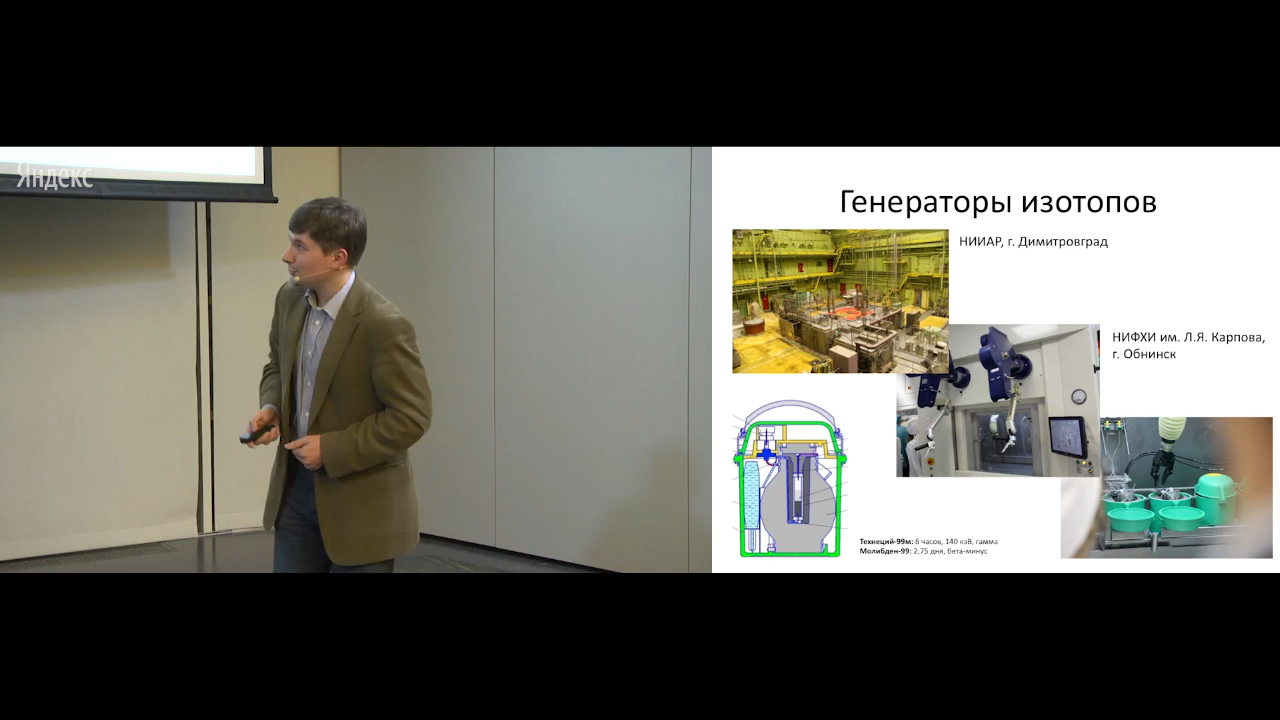 Яндекс
Генераторы изотопов
НИИАР, г. Димитровград
НИФХИ им. Л.Я. Карпова,
г. Обнинск
Технеций-99м: 6 часов, 140 кэВ, гамма
Молибден-99: 2,75 дня, бета-минус